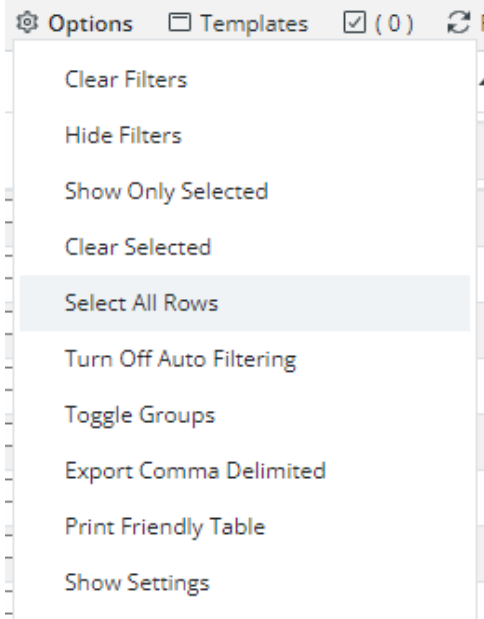 Options Templates ( 0 )
Clear Filters
Hide Filters
Show Only Selected
Clear Selected
Select All Rows
Turn Off Auto Filtering
Toggle Groups
Export Comma Delimited
Print Friendly Table
Show Settings